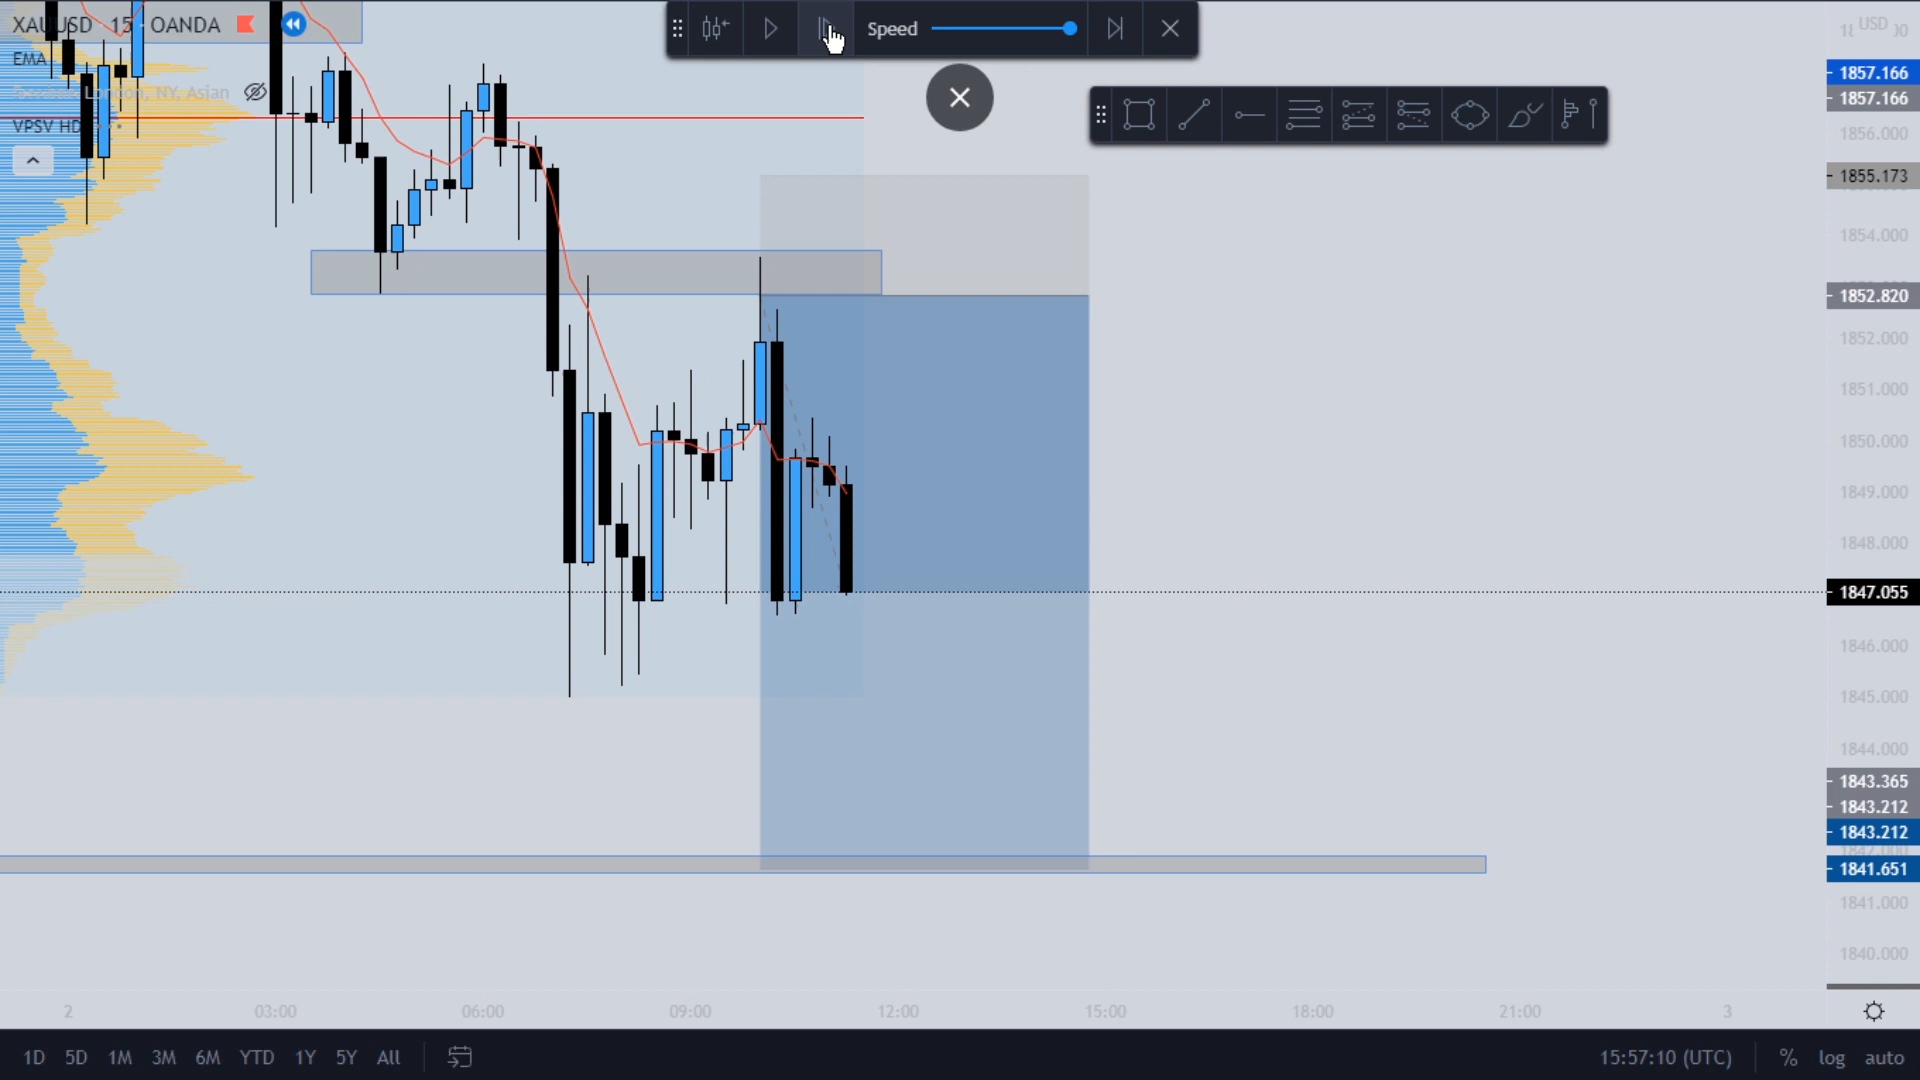 XAUUSD · 15 · OANDA
Speed
USD
EMA
London, NY, Asian
VPSV HD
1857.166
1857.166
1856.000
1855.173
1854.000
1852.820
1852.000
1851.000
1850.000
1849.000
1848.000
1847.055
1846.000
1845.000
1844.000
1843.365
1843.212
1843.212
1841.651
1841.000
1840.000
2 03:00 06:00 09:00 12:00 15:00 18:00 21:00 3
1D 5D 1M 3M 6M YTD 1Y 5Y All 15:57:10 (UTC) % log auto